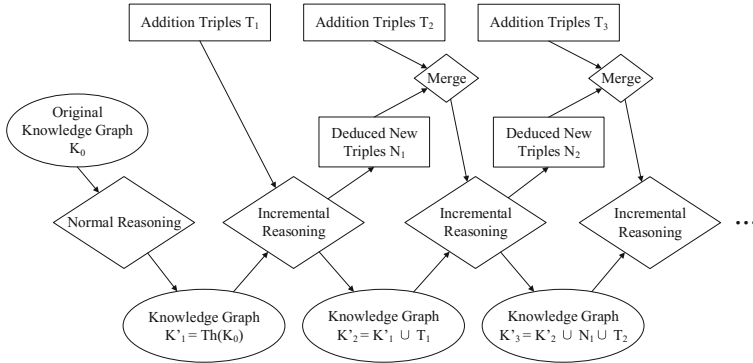 Addition Triples T₁
Addition Triples T₂
Addition Triples T₃
Merge
Merge
Original
Knowledge Graph
K₀
Deduced New
Triples N₁
Deduced New
Triples N₂
Normal Reasoning
Incremental
Reasoning
Incremental
Reasoning
Incremental
Reasoning
...
Knowledge Graph
K'₁ = Th(K₀)
Knowledge Graph
K'₂ = K'₁ ∪ T₁
Knowledge Graph
K'₃ = K'₂ ∪ N₁ ∪ T₂